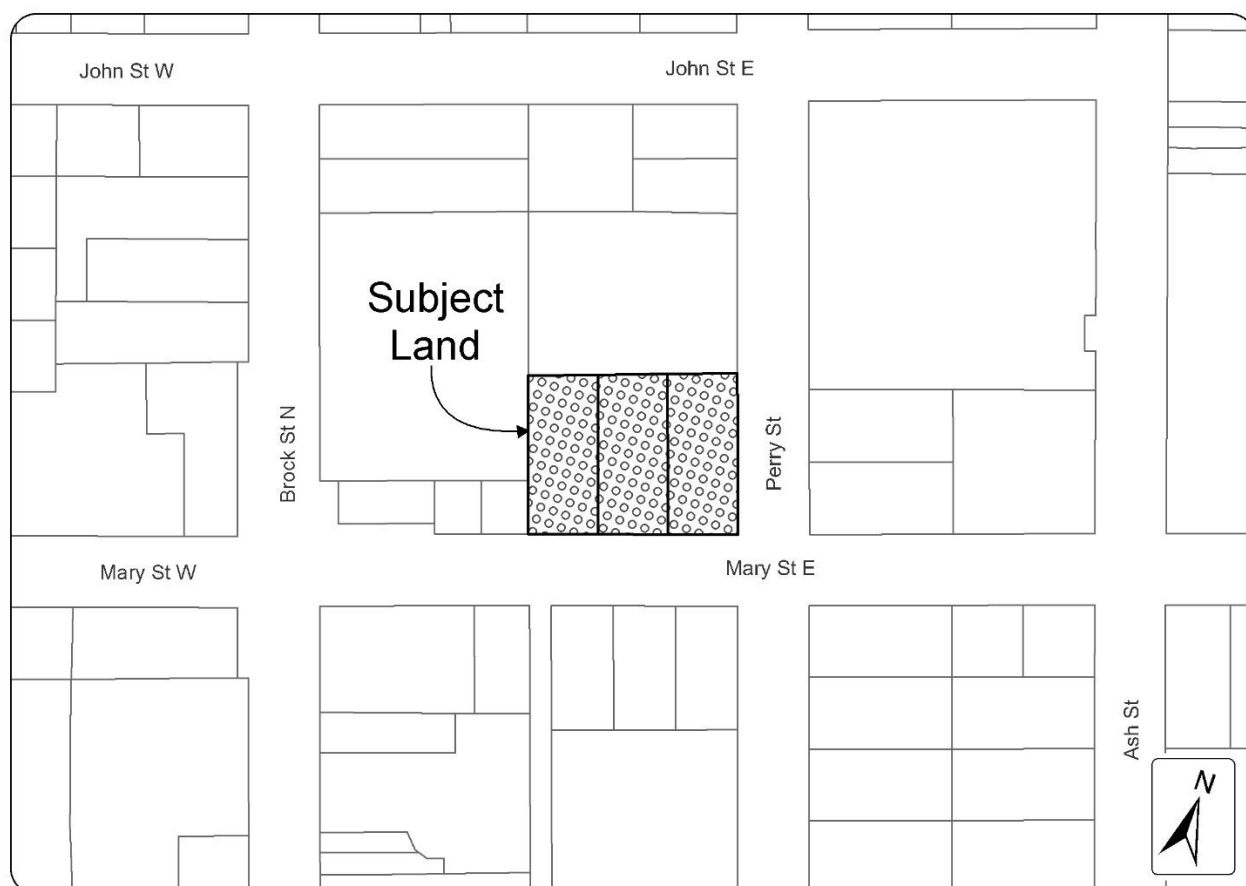 John St W
John St E
Subject
Land
Brock St N
Perry St
Mary St W
Mary St E
Ash St
N